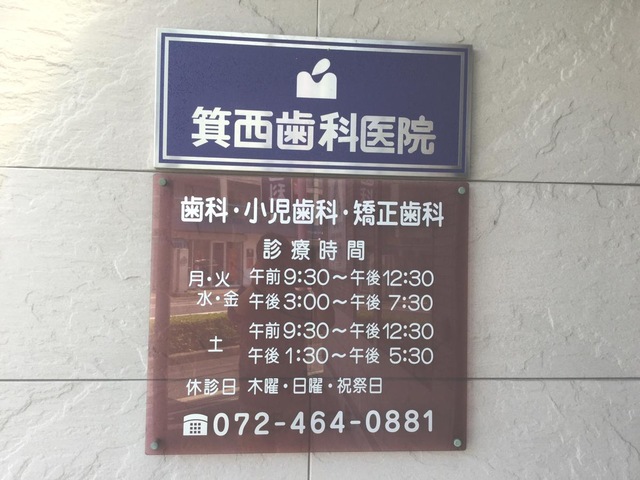 箕西歯科医院
歯科・小児歯科・矯正歯科
診療時間
月・火 午前9:30〜午後12:30
水・金 午後3:00〜午後7:30
土 午前9:30〜午後12:30
午後1:30〜午後5:30
休診日 木曜・日曜・祝祭日
☎072-464-0881